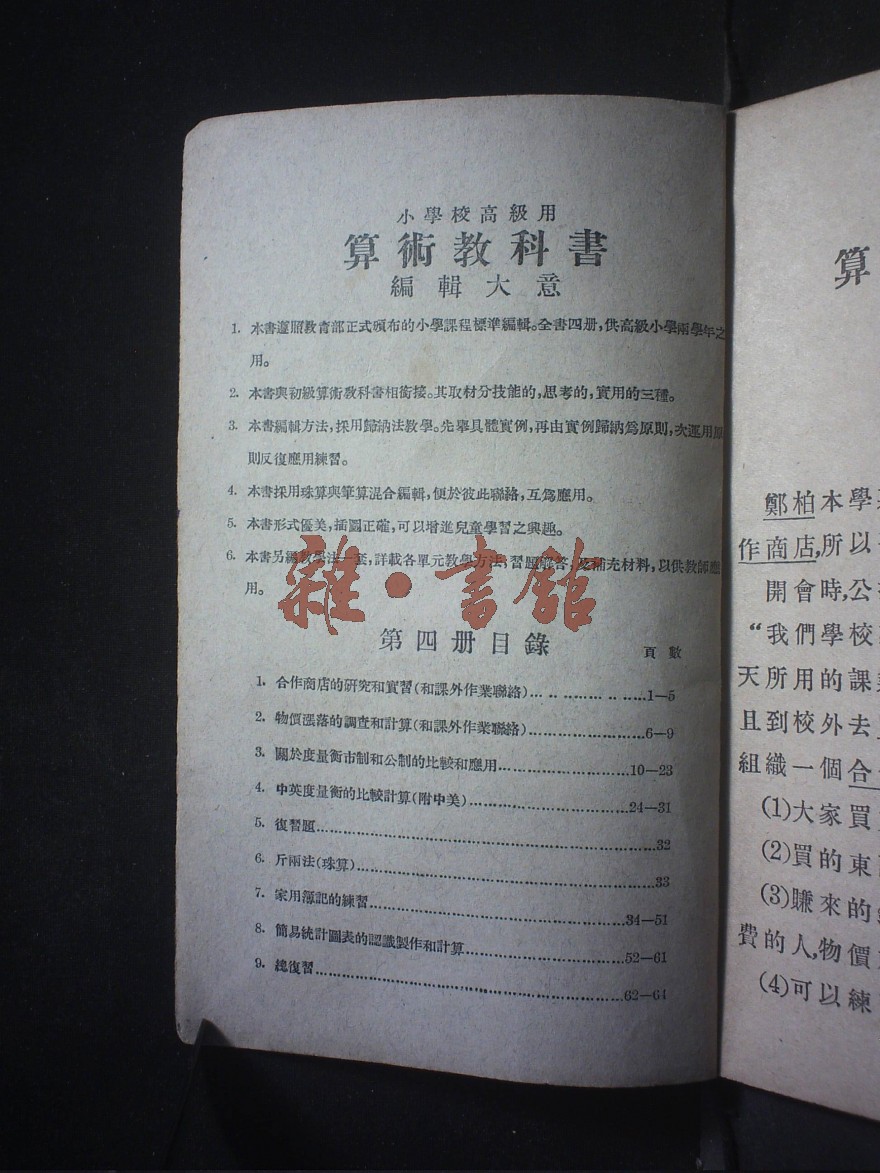 小學校高級用
算術教科書
編輯大意
1. 本書遵照教育部正式頒布的小學課程標準編輯。全書四册,供高級小學兩學年之
用。
2. 本書與初級算術教科書相銜接。其取材分技能的,思考的,實用的三種。
3. 本書編輯方法,採用歸納法教學。先舉具體實例,再由實例歸納爲原則,次運用原
則反復應用練習。
4. 本書採用珠算與筆算混合編輯,便於彼此聯絡,互爲應用。
5. 本書形式優美,插圖正確,可以增進兒童學習之興趣。
6. 本書另編教學法一套,詳載各單元教學方法,習題解答,及補充材料,以供教師應
用。
雜·書館
第四册目錄
頁數
1. 合作商店的研究和實習(和課外作業聯絡)…………………1—5
2. 物價漲落的調查和計算(和課外作業聯絡)…………………6—9
3. 關於度量衡市制和公制的比較和應用…………………10—23
4. 中英度量衡的比較計算(附中美)…………………24—31
5. 復習題…………………32
6. 斤兩法(珠算)…………………33
7. 家用簿記的練習…………………34—51
8. 簡易統計圖表的認識製作和計算…………………52—61
9. 總復習…………………62—64
算
鄭柏本學
作商店,所以
開會時,公
“我們學校
天所用的課
且到校外去
組織一個合
(1)大家買
(2)買的東
(3)賺來的
費的人,物價
(4)可以練